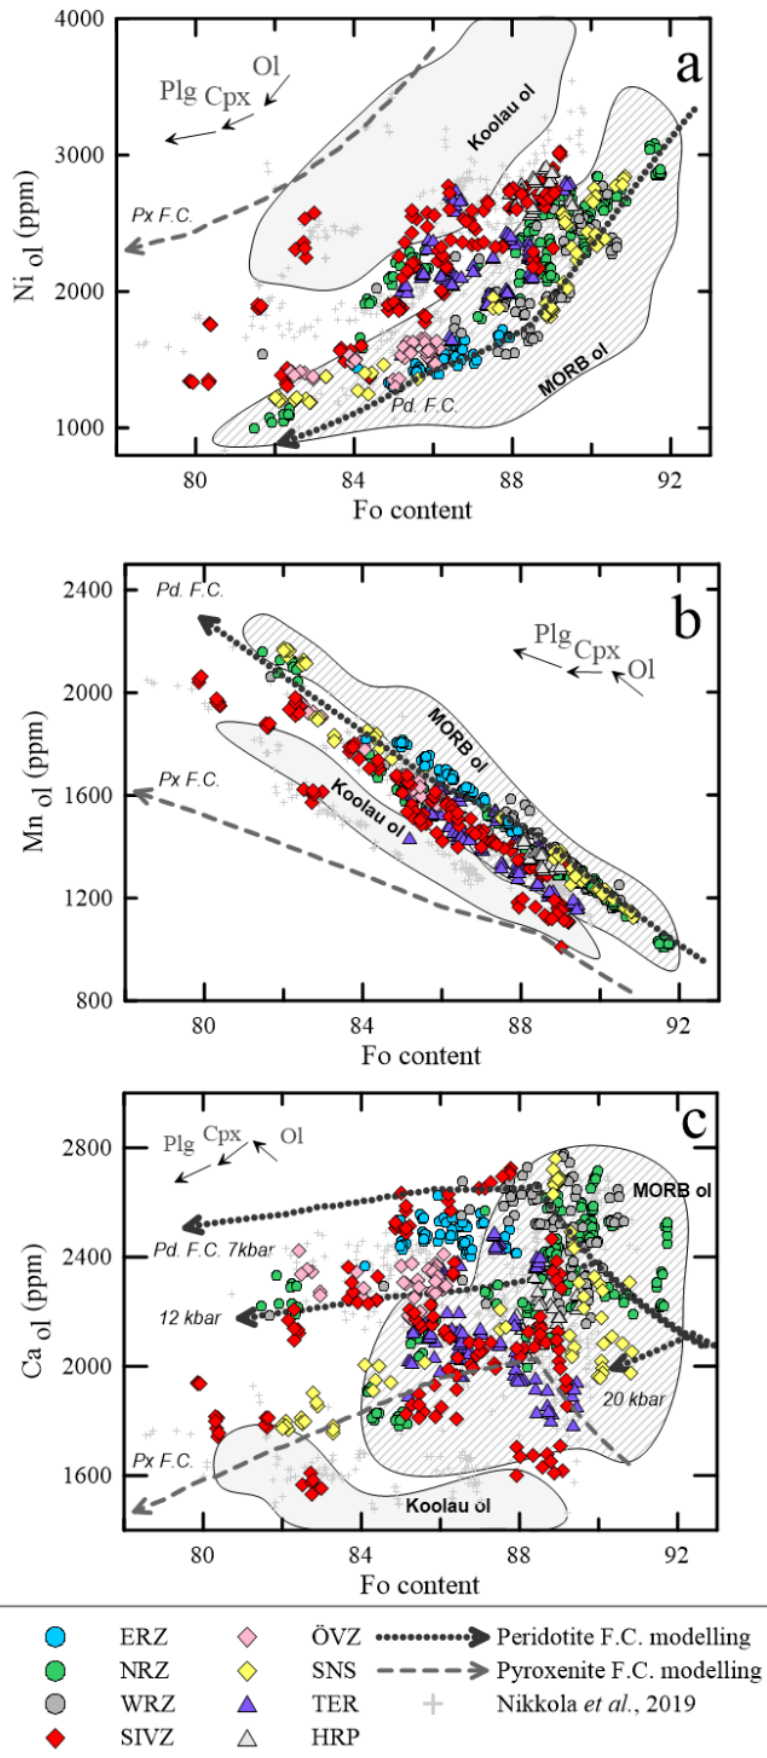 4000
3000
2000
1000
Ni ol (ppm)
a
Ol
Plg Cpx
Koolau ol
Px F.C.
MORB ol
Pd. F.C.
80 84 88 92
Fo content
2400
2000
1600
1200
800
Mn ol (ppm)
b
Pd. F.C.
Plg Cpx Ol
MORB ol
Px F.C.
Koolau ol
80 84 88 92
Fo content
2800
2400
2000
1600
Ca ol (ppm)
c
Plg Cpx Ol
MORB ol
Pd. F.C. 7kbar
12 kbar
20 kbar
Px F.C.
Koolau ol
80 84 88 92
Fo content
ERZ ÖVZ Peridotite F.C. modelling
NRZ SNS Pyroxenite F.C. modelling
WRZ TER Nikkola et al., 2019
SIVZ HRP